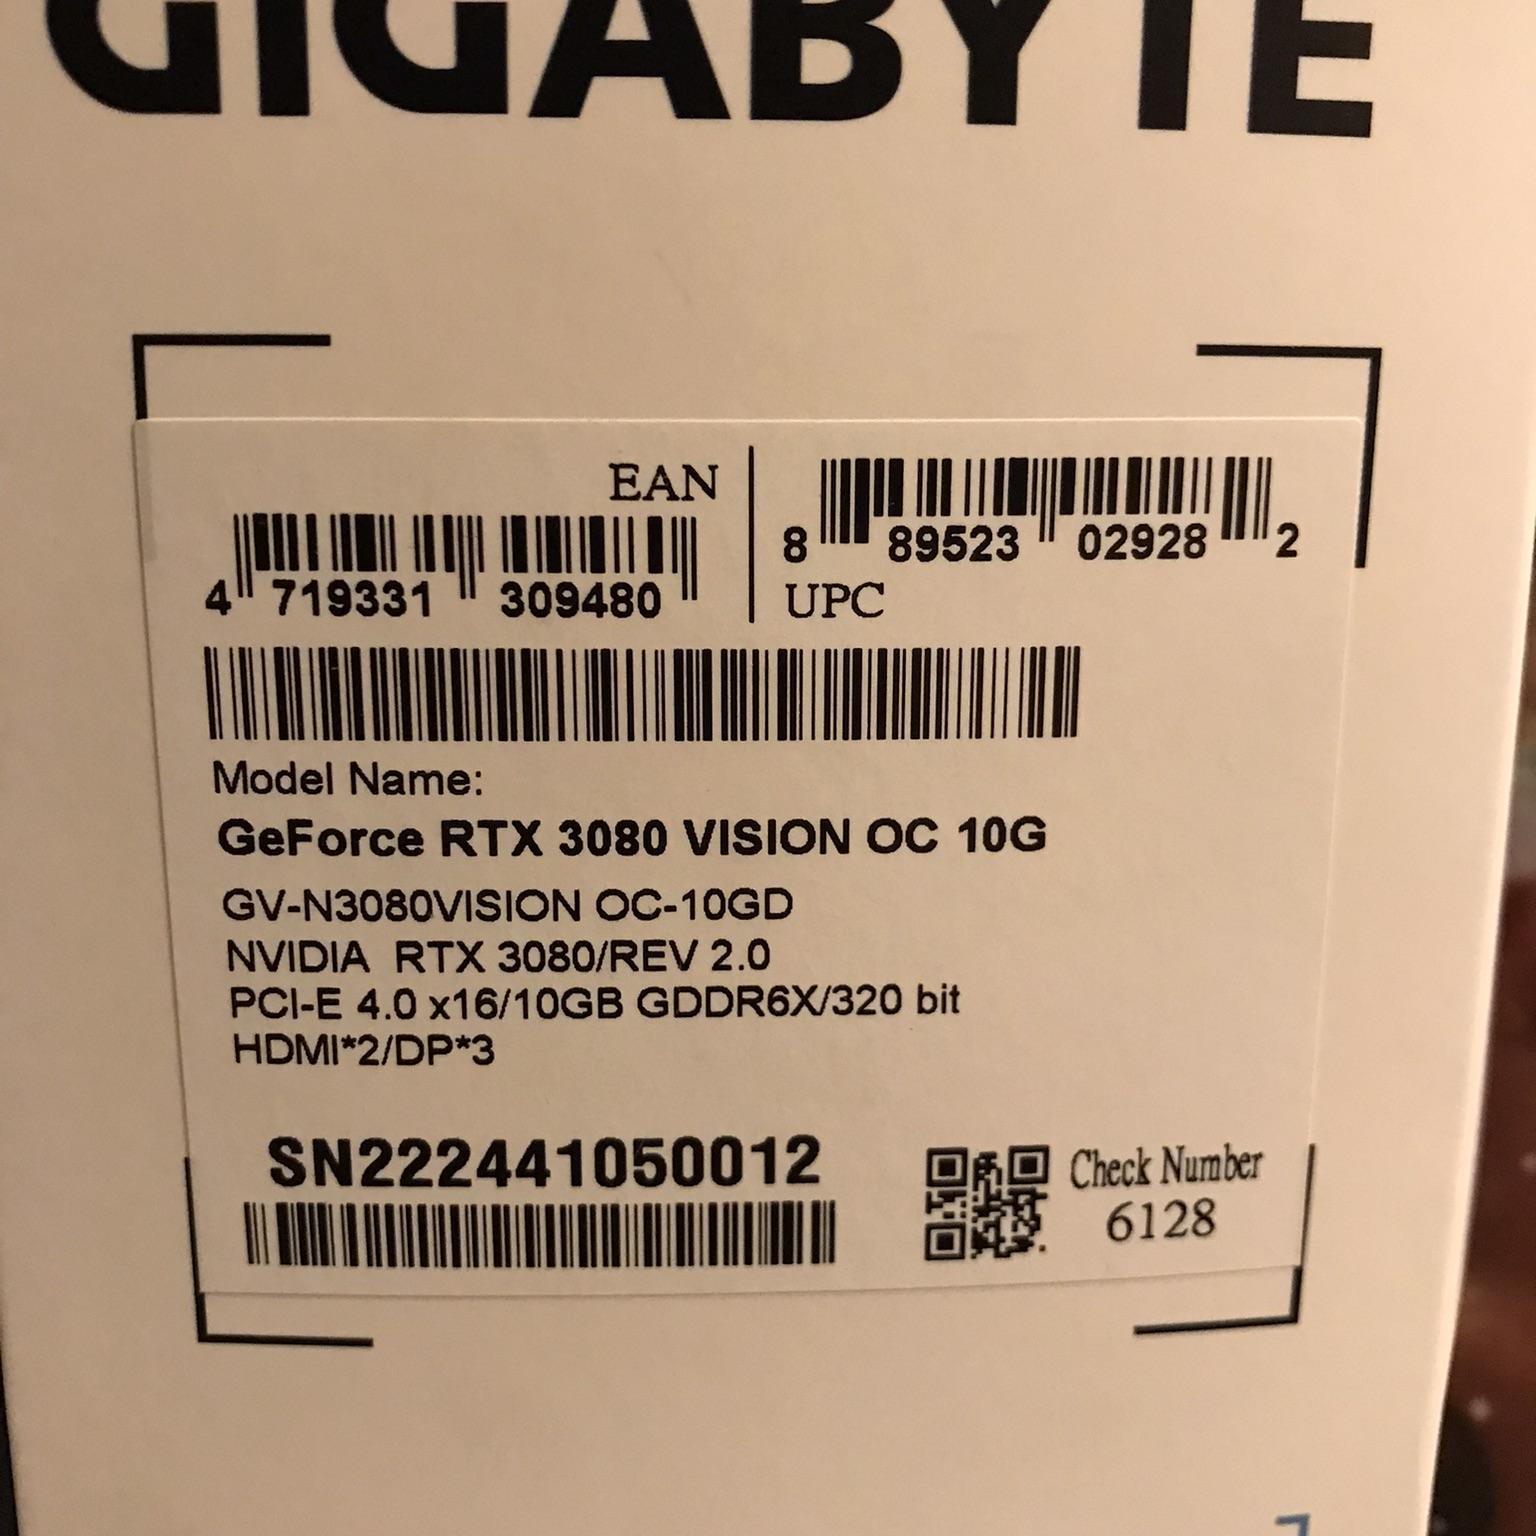 GIGABYTE
EAN
4 719331 309480
8 89523 02928 2
UPC
Model Name:
GeForce RTX 3080 VISION OC 10G
GV-N3080VISION OC-10GD
NVIDIA RTX 3080/REV 2.0
PCI-E 4.0 x16/10GB GDDR6X/320 bit
HDMI*2/DP*3
SN222441050012
Check Number
6128